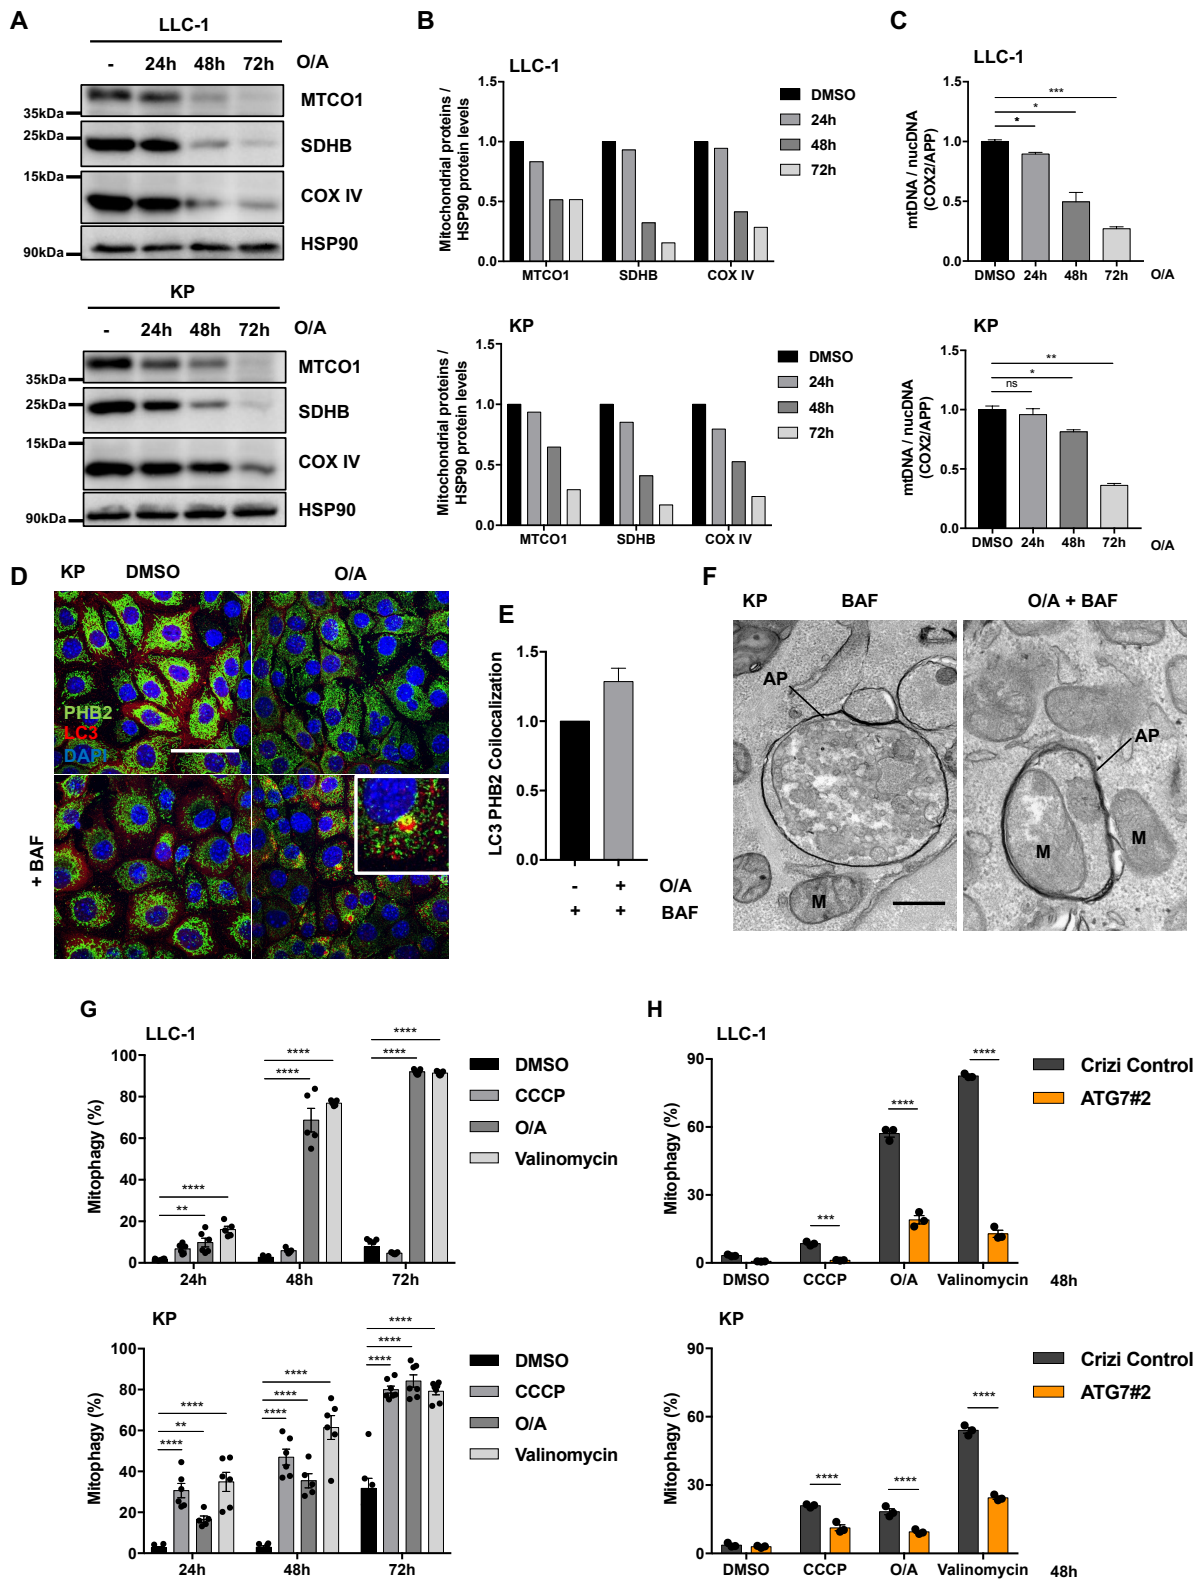 A
LLC-1
- 24h 48h 72h O/A
MTCO1
35kDa
25kDa
SDHB
15kDa
COX IV
HSP90
90kDa
KP
- 24h 48h 72h O/A
MTCO1
35kDa
25kDa
SDHB
15kDa
COX IV
HSP90
90kDa
B
LLC-1
Mitochondrial proteins /
HSP90 protein levels
1.5
1.0
0.5
0.0
MTCO1 SDHB COX IV
DMSO
24h
48h
72h
KP
Mitochondrial proteins /
HSP90 protein levels
1.5
1.0
0.5
0.0
MTCO1 SDHB COX IV
DMSO
24h
48h
72h
C
LLC-1
mtDNA / nucDNA
(COX2/APP)
1.5
1.0
0.5
0.0
***
*
*
DMSO 24h 48h 72h O/A
KP
mtDNA / nucDNA
(COX2/APP)
1.5
1.0
0.5
0.0
**
*
ns
DMSO 24h 48h 72h O/A
D
KP DMSO O/A
PHB2
LC3
DAPI
+ BAF
E
LC3 PHB2 Coilocalization
1.5
1.0
0.5
0.0
- + O/A
+ + BAF
F
KP BAF O/A + BAF
AP
M
AP
M
M
G
LLC-1
Mitophagy (%)
100
80
60
40
20
0
****
**
****
****
****
****
24h 48h 72h
DMSO
CCCP
O/A
Valinomycin
KP
Mitophagy (%)
100
80
60
40
20
0
****
**
****
****
****
****
****
****
****
24h 48h 72h
DMSO
CCCP
O/A
Valinomycin
H
LLC-1
Mitophagy (%)
90
60
30
0
***
****
****
DMSO CCCP O/A Valinomycin 48h
Crizi Control
ATG7#2
KP
Mitophagy (%)
90
60
30
0
****
****
****
DMSO CCCP O/A Valinomycin 48h
Crizi Control
ATG7#2